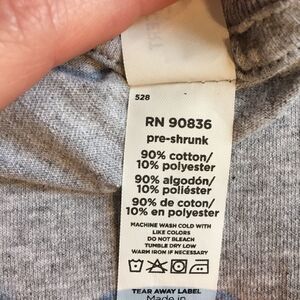 528
RN 90836
pre-shrunk
90% cotton/
10% polyester
90% algodón/
10% poliéster
90% de coton/
10% en polyester
MACHINE WASH COLD WITH
LIKE COLORS
DO NOT BLEACH
TUMBLE DRY LOW
WARM IRON IF NECESSARY
TEAR AWAY LABEL
Made in